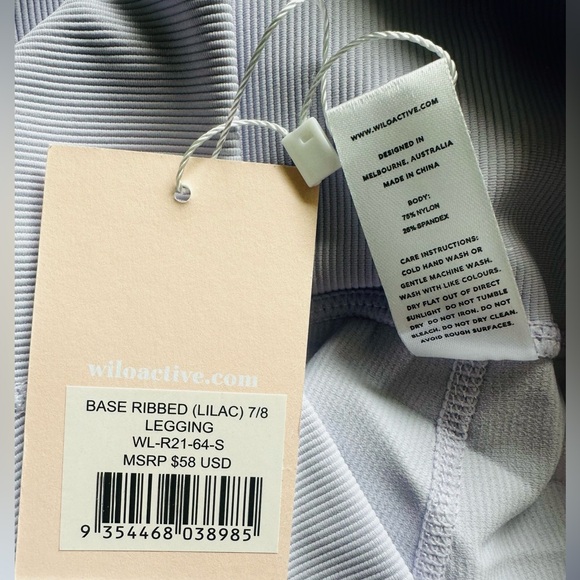 wiloactive.com
BASE RIBBED (LILAC) 7/8
LEGGING
WL-R21-64-S
MSRP $58 USD
9 354468 038985
WWW.WILOACTIVE.COM
DESIGNED IN
MELBOURNE, AUSTRALIA
MADE IN CHINA
BODY:
75% NYLON
25% SPANDEX
CARE INSTRUCTIONS:
COLD HAND WASH OR
GENTLE MACHINE WASH.
WASH WITH LIKE COLOURS.
DRY FLAT OUT OF DIRECT
SUNLIGHT DO NOT TUMBLE
DRY DO NOT IRON. DO NOT
BLEACH. DO NOT DRY CLEAN.
AVOID ROUGH SURFACES.